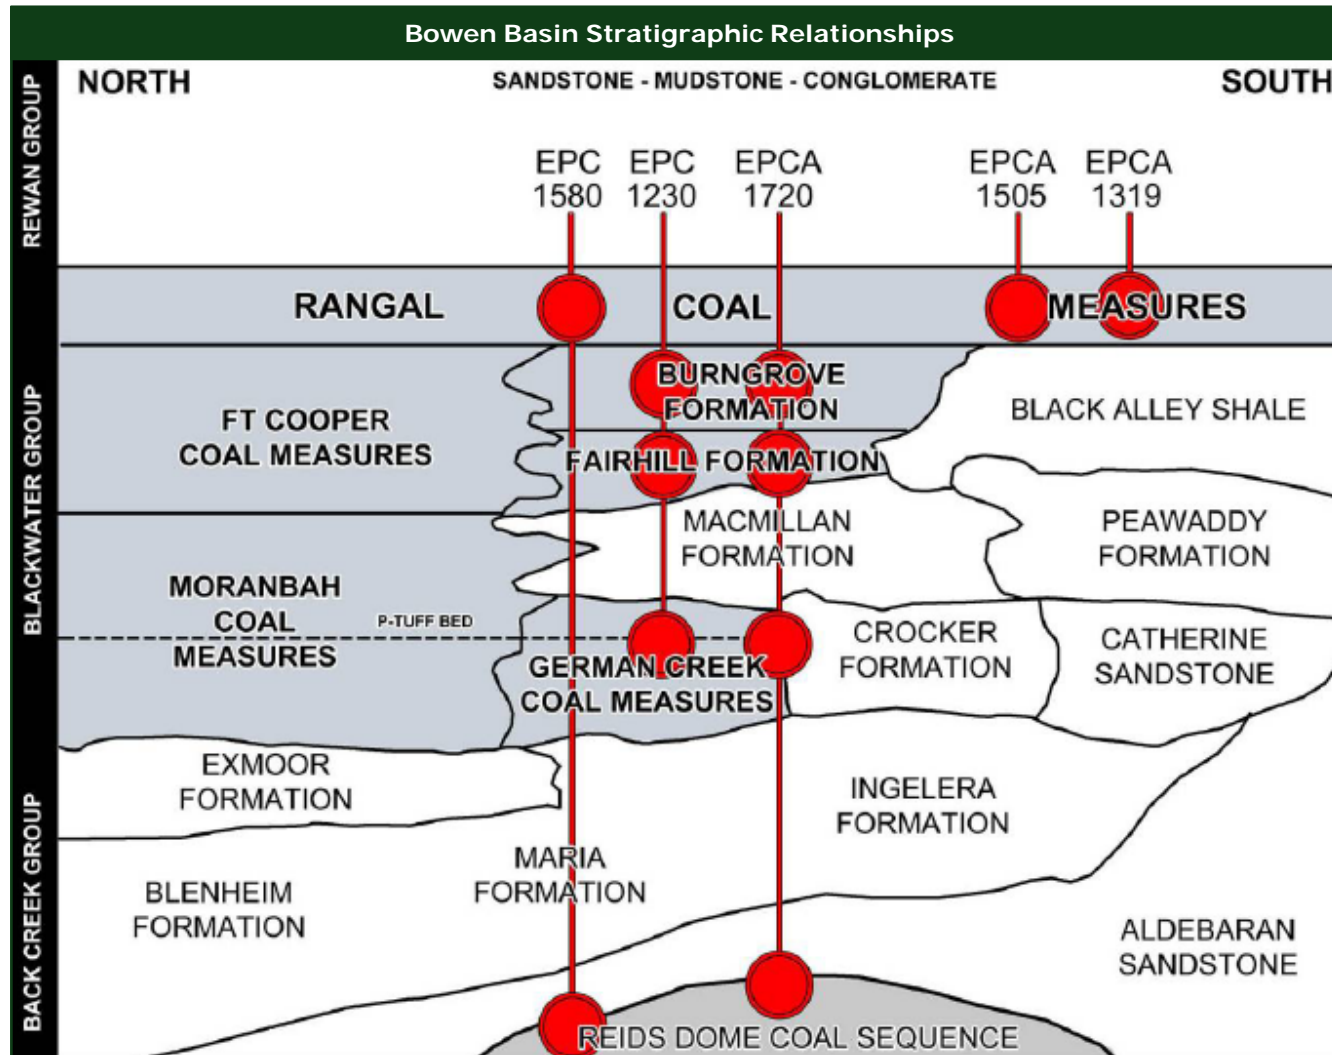 Bowen Basin Stratigraphic Relationships
NORTH
SANDSTONE - MUDSTONE - CONGLOMERATE
SOUTH
REWAN GROUP
EPC
1580
EPC
1230
EPCA
1720
EPCA
1505
EPCA
1319
RANGAL COAL MEASURES
BLACKWATER GROUP
FT COOPER
COAL MEASURES
BURNGROVE
FORMATION
FAIRHILL FORMATION
BLACK ALLEY SHALE
MACMILLAN
FORMATION
PEAWADDY
FORMATION
MORANBAH
COAL
MEASURES
P-TUFF BED
GERMAN CREEK
COAL MEASURES
CROCKER
FORMATION
CATHERINE
SANDSTONE
BACK CREEK GROUP
EXMOOR
FORMATION
INGELERA
FORMATION
MARIA
FORMATION
BLENHEIM
FORMATION
ALDEBARAN
SANDSTONE
REIDS DOME COAL SEQUENCE